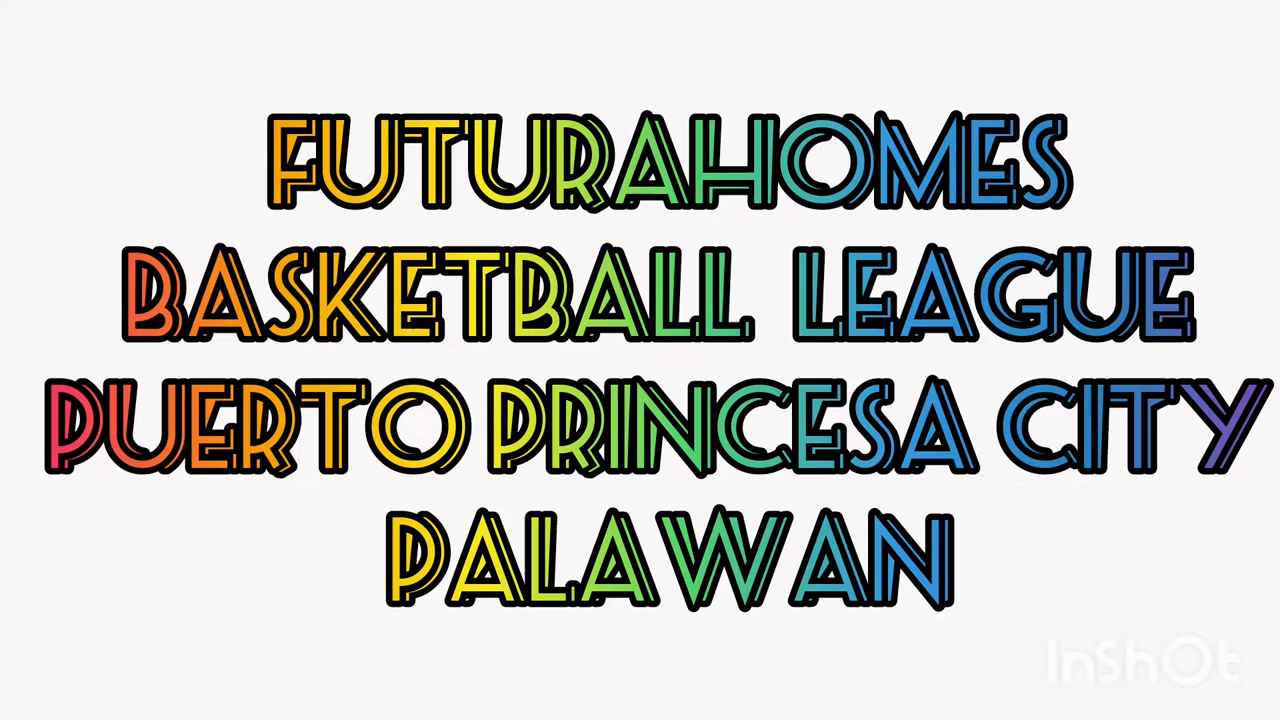 FUTURAHOMES
BASKETBALL LEAGUE
PUERTO PRINCESA CITY
PALAWAN
InShOt